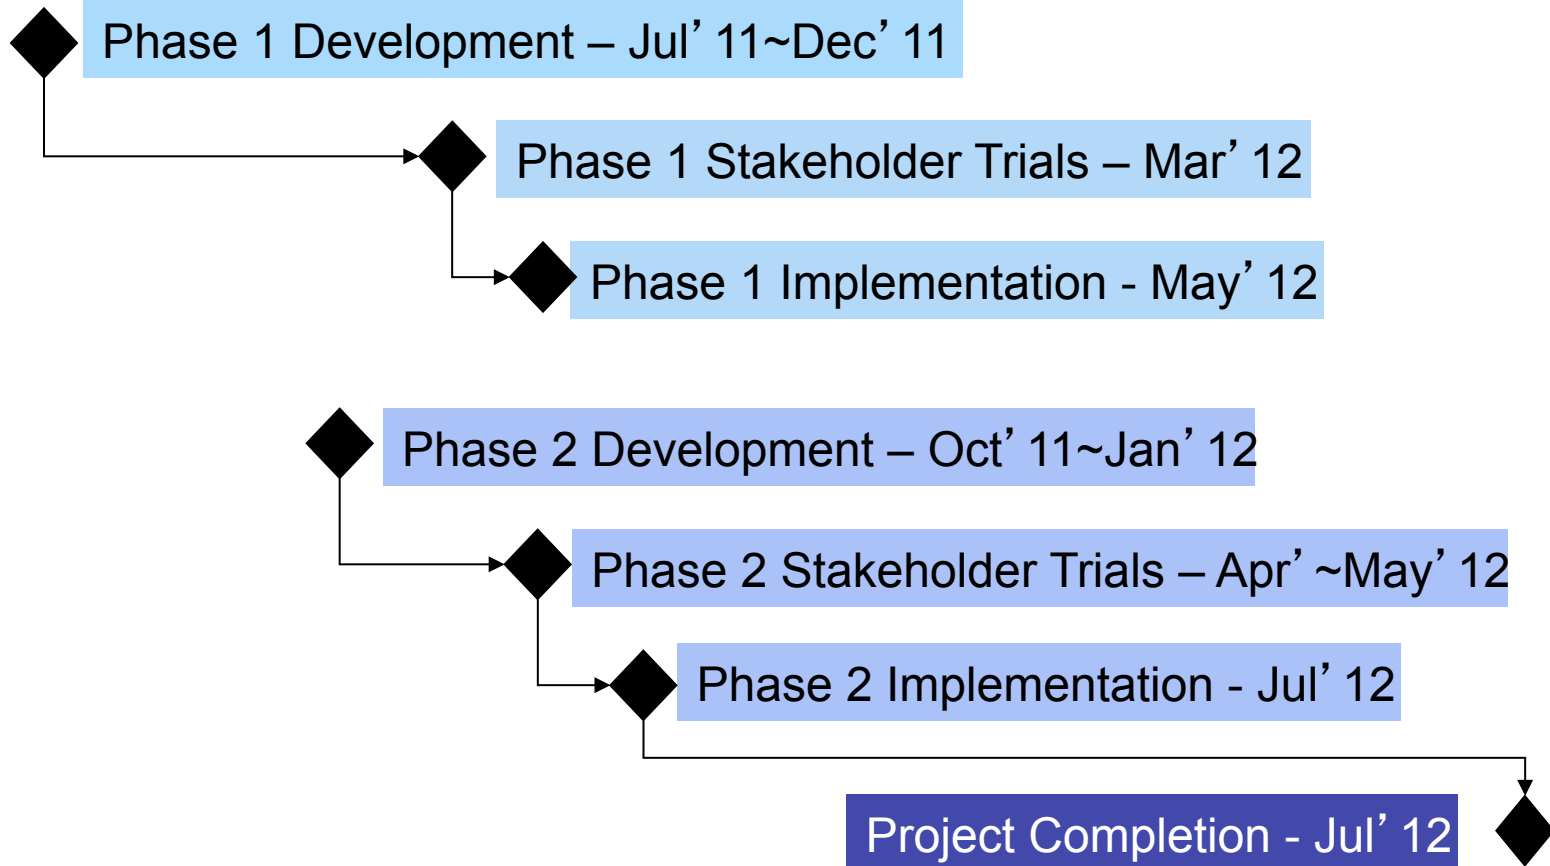 Phase 1 Development – Jul’ 11~Dec’ 11
Phase 1 Stakeholder Trials – Mar’ 12
Phase 1 Implementation - May’ 12
Phase 2 Development – Oct’ 11~Jan’ 12
Phase 2 Stakeholder Trials – Apr’ ~May’ 12
Phase 2 Implementation - Jul’ 12
Project Completion - Jul’ 12